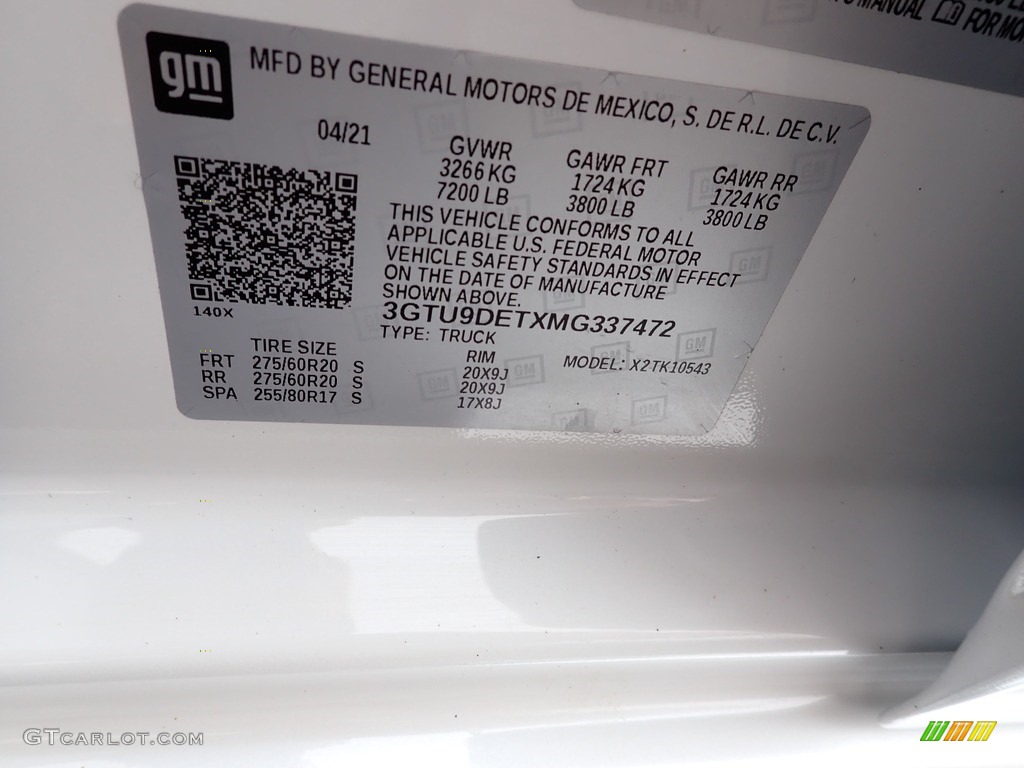 MANUAL FOR MOR
gm MFD BY GENERAL MOTORS DE MEXICO, S. DE R.L. DE C.V.
04/21
GVWR GAWR FRT GAWR RR
3266 KG 1724 KG 1724 KG
7200 LB 3800 LB 3800 LB
THIS VEHICLE CONFORMS TO ALL
APPLICABLE U.S. FEDERAL MOTOR
VEHICLE SAFETY STANDARDS IN EFFECT
ON THE DATE OF MANUFACTURE
SHOWN ABOVE.
140X
3GTU9DETXMG337472
TYPE: TRUCK
TIRE SIZE RIM MODEL: X2TK10543
FRT 275/60R20 S 20X9J
RR 275/60R20 S 20X9J
SPA 255/80R17 S 17X8J
GTCARLOT.COM